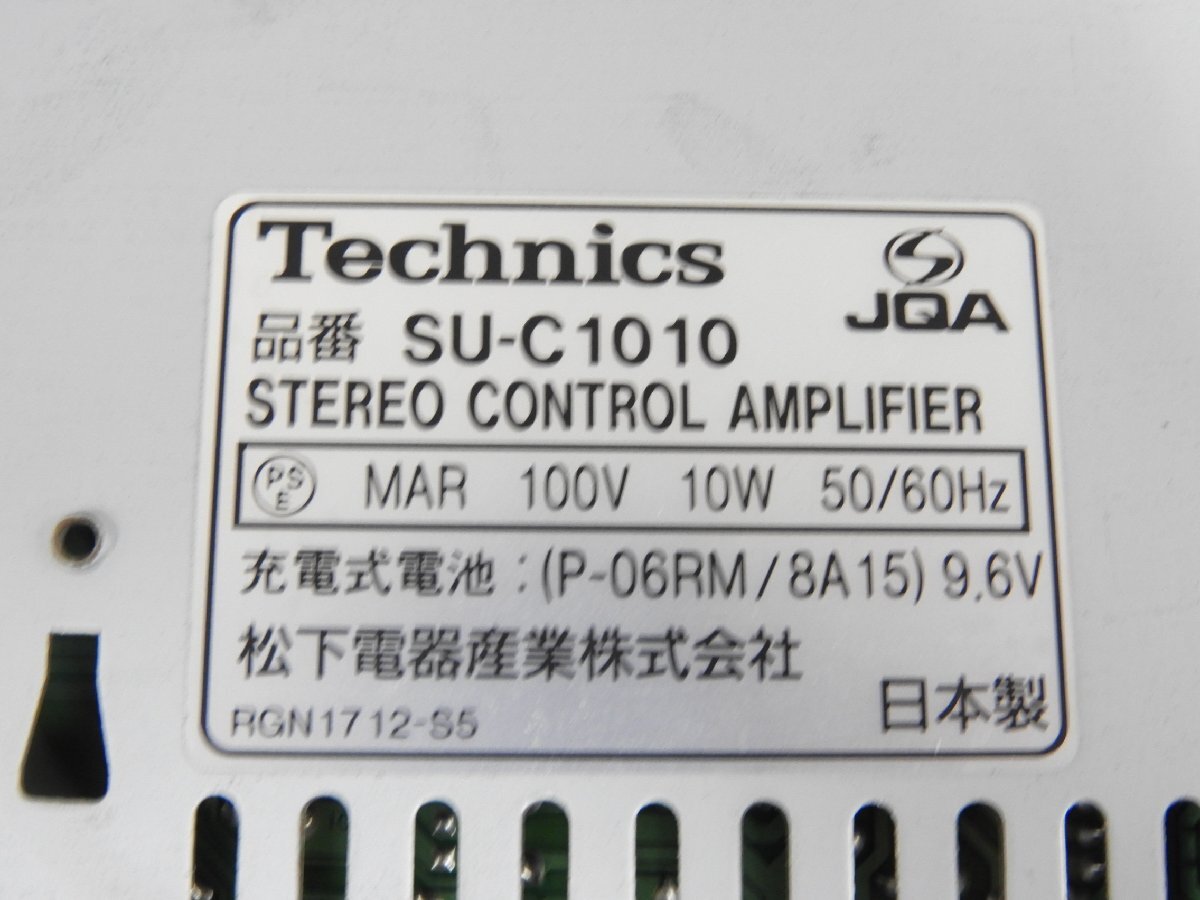 Technics
JQA
品番 SU-C1010
STEREO CONTROL AMPLIFIER
PSE MAR 100V 10W 50/60Hz
充電式電池:(P-06RM/8A15) 9.6V
松下電器産業株式会社
RGN1712-S5 日本製